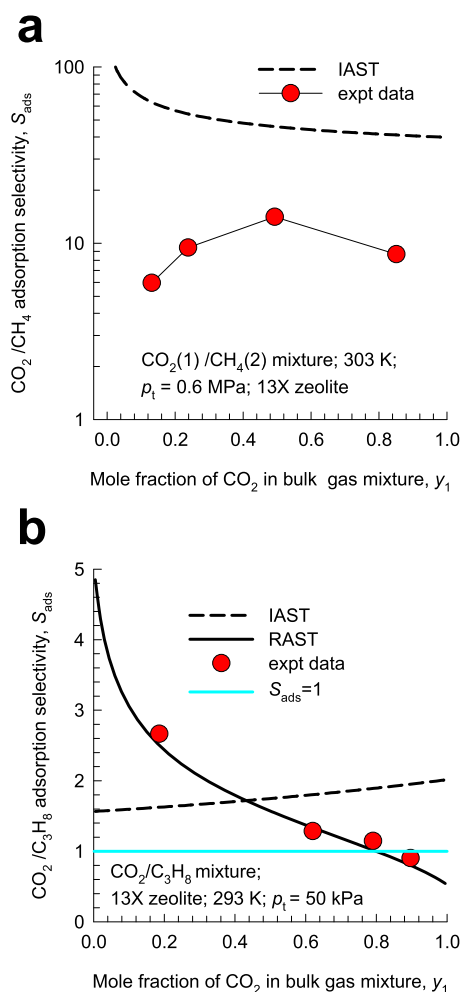 a
100
10
1
CO2 /CH4 adsorption selectivity, Sads
IAST
expt data
CO2(1) /CH4(2) mixture; 303 K;
pt = 0.6 MPa; 13X zeolite
0.0 0.2 0.4 0.6 0.8 1.0
Mole fraction of CO2 in bulk gas mixture, y1
b
5
4
3
2
1
0
CO2/C3H8 adsorption selectivity, Sads
IAST
RAST
expt data
Sads=1
CO2/C3H8 mixture;
13X zeolite; 293 K; pt = 50 kPa
0.0 0.2 0.4 0.6 0.8 1.0
Mole fraction of CO2 in bulk gas mixture, y1